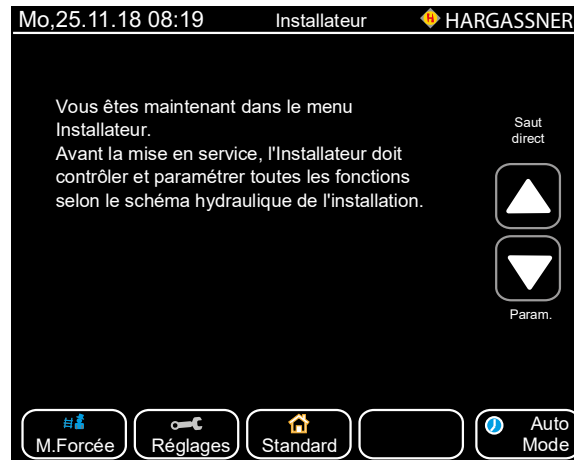 Mo,25.11.18 08:19 Installateur HARGASSNER
Vous êtes maintenant dans le menu
Installateur.
Avant la mise en service, l'Installateur doit
contrôler et paramétrer toutes les fonctions
selon le schéma hydraulique de l'installation.
Saut
direct
Param.
M.Forcée Réglages Standard Auto
Mode